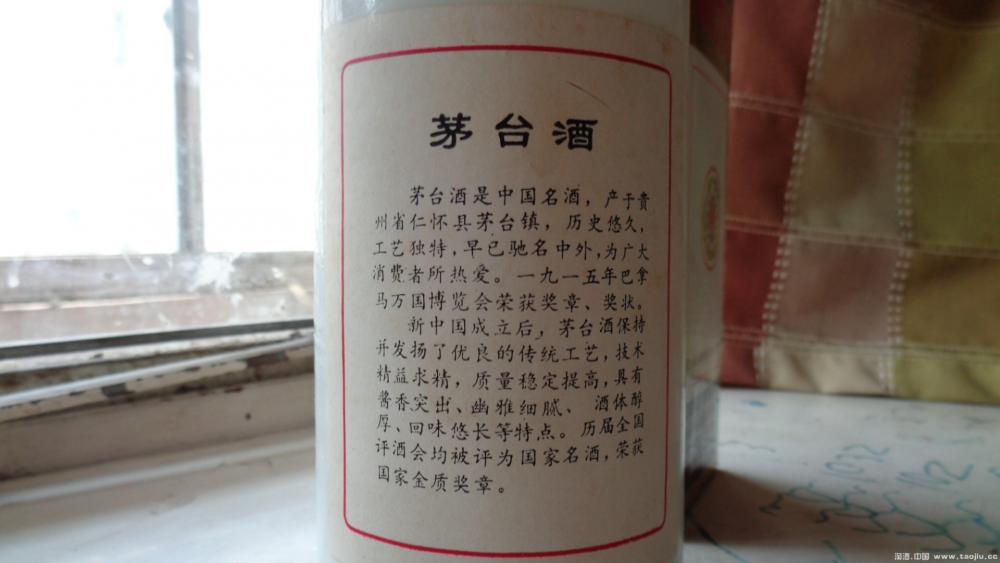 茅台酒
茅台酒是中国名酒，产于贵
州省仁怀县茅台镇，历史悠久，
工艺独特，早已驰名中外，为广大
消费者所热爱。一九一五年巴拿
马万国博览会荣获奖章、奖状。
新中国成立后，茅台酒保持
并发扬了优良的传统工艺，技术
精益求精，质量稳定提高，具有
酱香突出、幽雅细腻、酒体醇
厚、回味悠长等特点。历届全国
评酒会均被评为国家名酒，荣获
国家金质奖章。
162
淘酒.中国 www.taojiu.cc